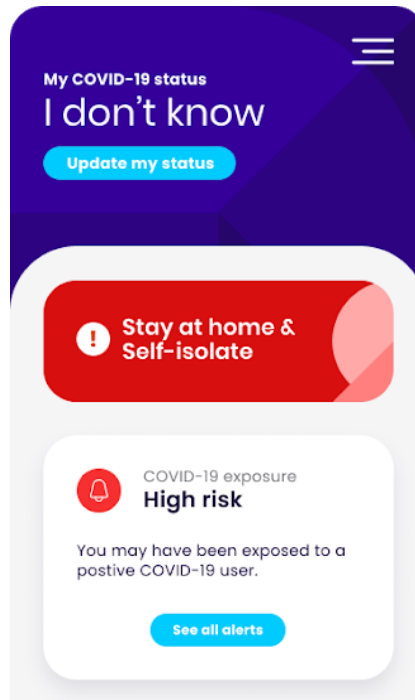 My COVID-19 status
I don't know
Update my status
!
Stay at home &
Self-isolate
COVID-19 exposure
High risk
You may have been exposed to a
postive COVID-19 user.
See all alerts